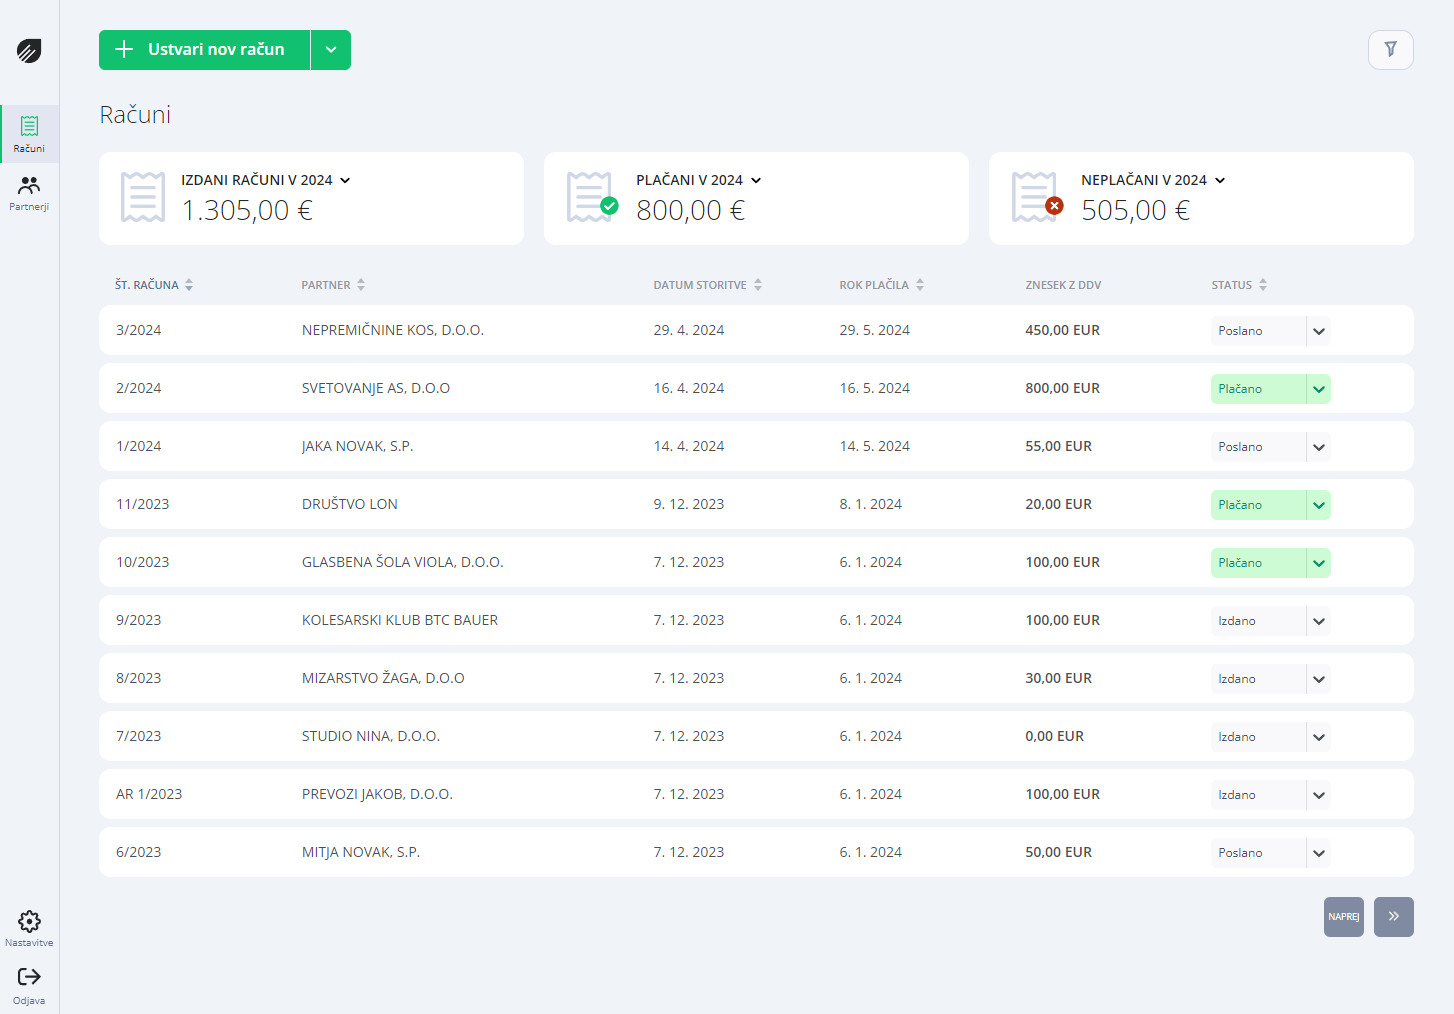 Ustvari nov račun
Računi
Računi
Partnerji
IZDANI RAČUNI V 2024
1.305,00 €
PLAČANI V 2024
800,00 €
NEPLAČANI V 2024
505,00 €
ŠT. RAČUNA PARTNER DATUM STORITVE ROK PLAČILA ZNESEK Z DDV STATUS
3/2024 NEPREMIČNINE KOS, D.O.O. 29. 4. 2024 29. 5. 2024 450,00 EUR Poslano
2/2024 SVETOVANJE AS, D.O.O 16. 4. 2024 16. 5. 2024 800,00 EUR Plačano
1/2024 JAKA NOVAK, S.P. 14. 4. 2024 14. 5. 2024 55,00 EUR Poslano
11/2023 DRUŠTVO LON 9. 12. 2023 8. 1. 2024 20,00 EUR Plačano
10/2023 GLASBENA ŠOLA VIOLA, D.O.O. 7. 12. 2023 6. 1. 2024 100,00 EUR Plačano
9/2023 KOLESARSKI KLUB BTC BAUER 7. 12. 2023 6. 1. 2024 100,00 EUR Izdano
8/2023 MIZARSTVO ŽAGA, D.O.O 7. 12. 2023 6. 1. 2024 30,00 EUR Izdano
7/2023 STUDIO NINA, D.O.O. 7. 12. 2023 6. 1. 2024 0,00 EUR Izdano
AR 1/2023 PREVOZI JAKOB, D.O.O. 7. 12. 2023 6. 1. 2024 100,00 EUR Izdano
6/2023 MITJA NOVAK, S.P. 7. 12. 2023 6. 1. 2024 50,00 EUR Poslano
NAPREJ »
Nastavitve
Odjava